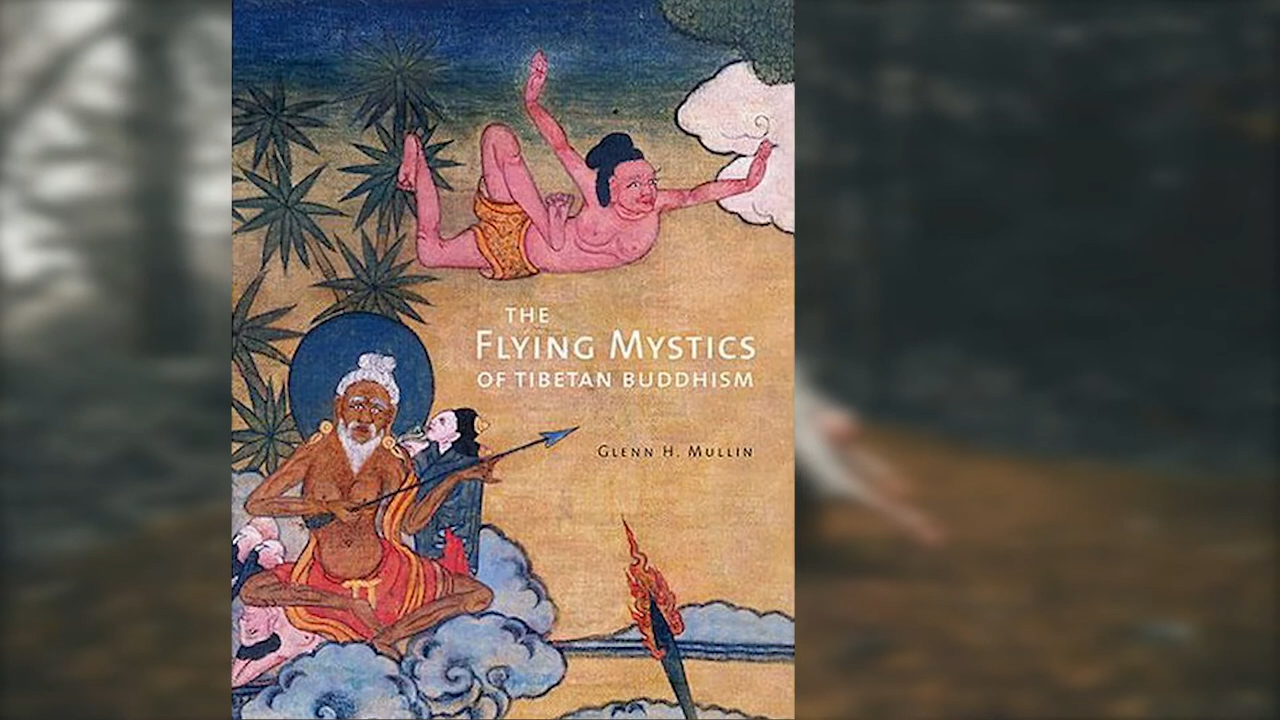 THE
FLYING MYSTICS
OF TIBETAN BUDDHISM
GLENN H. MULLIN